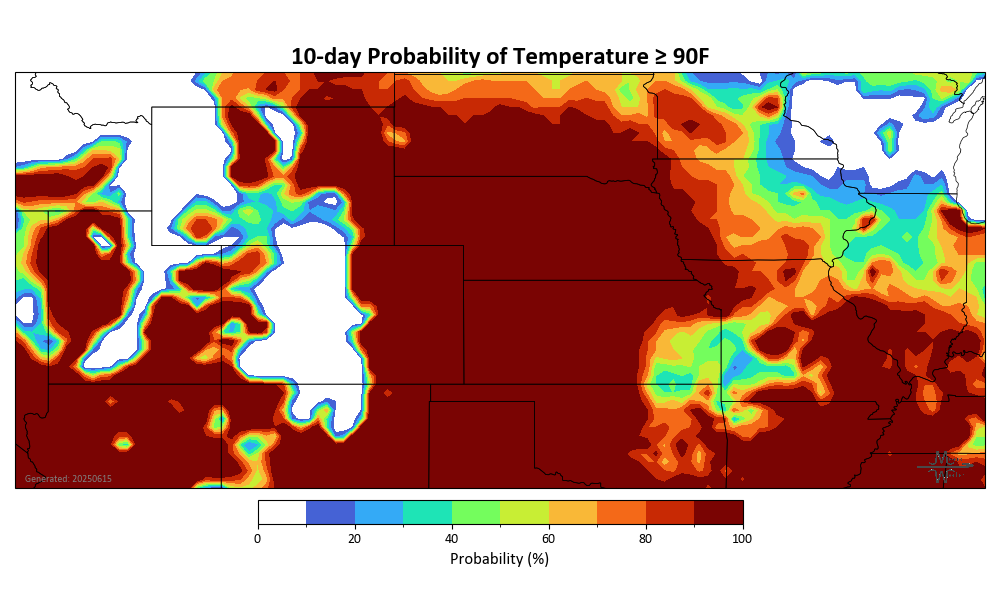 10-day Probability of Temperature ≥ 90F
Generated: 20250615
0 20 40 60 80 100
Probability (%)